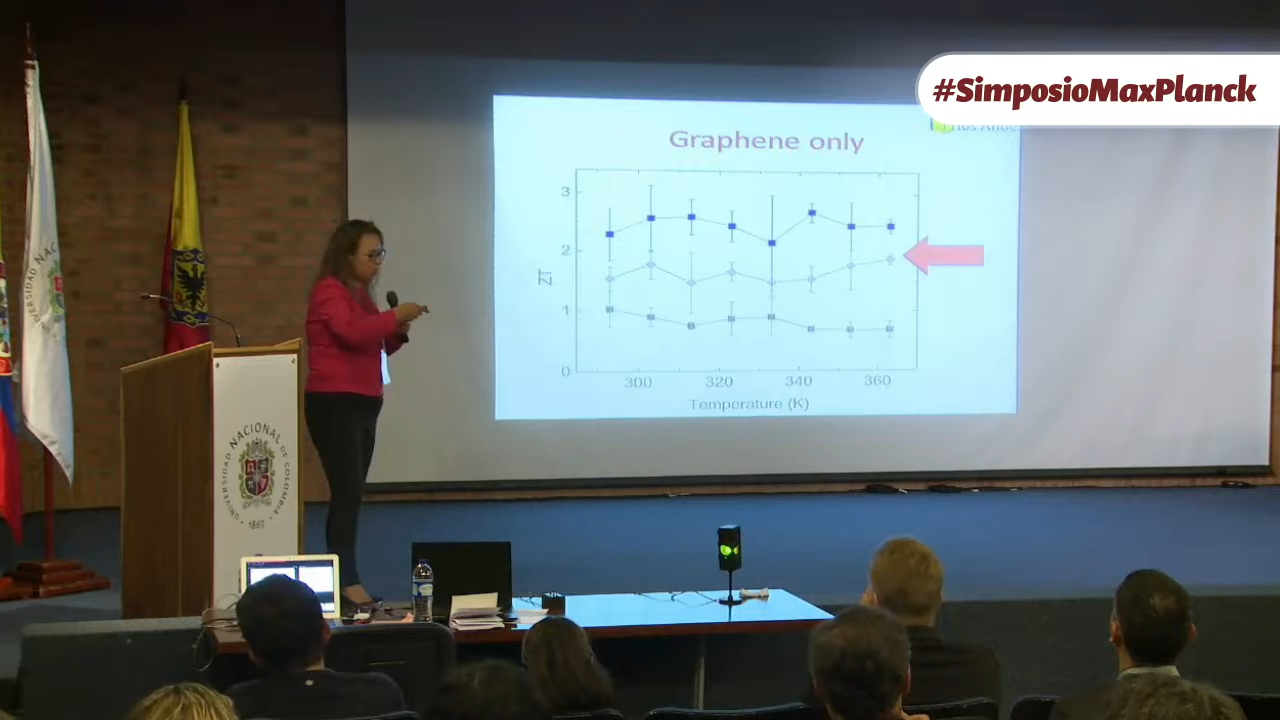 #SimposioMaxPlanck
Graphene only
3
2
1
0
ZT
300 320 340 360
Temperature (K)
UNIVERSIDAD NACIONAL DE COLOMBIA
1867